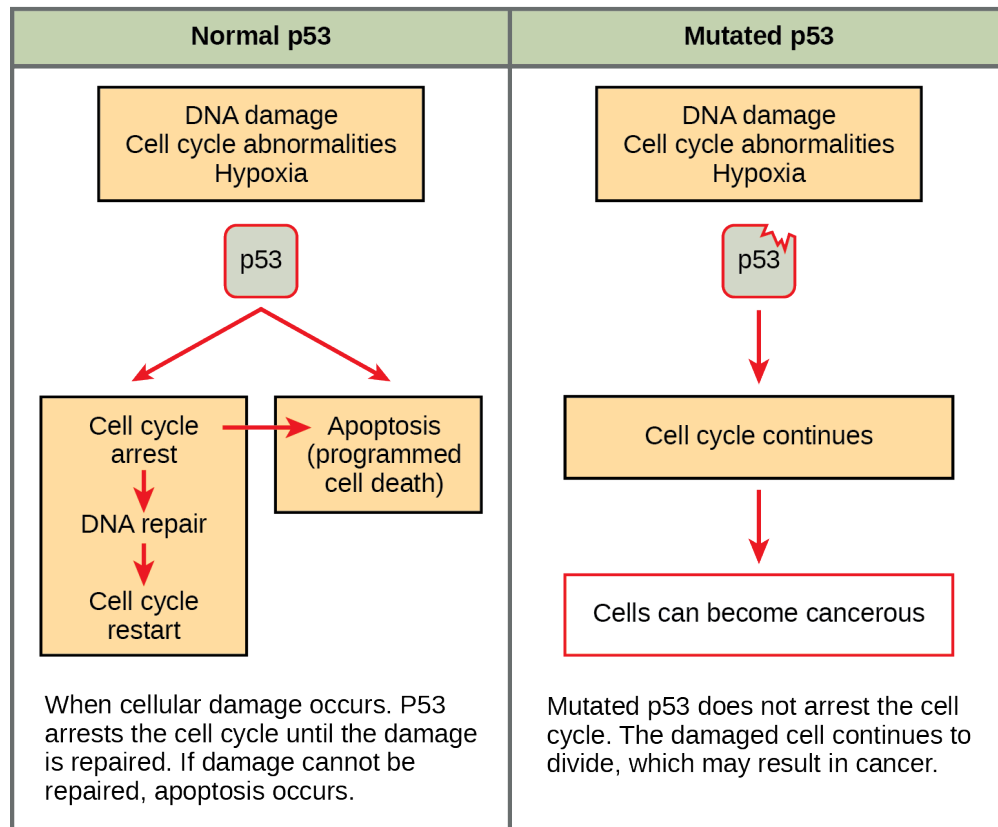 Normal p53
DNA damage
Cell cycle abnormalities
Hypoxia
p53
Cell cycle
arrest
DNA repair
Cell cycle
restart
Apoptosis
(programmed
cell death)
When cellular damage occurs. P53
arrests the cell cycle until the damage
is repaired. If damage cannot be
repaired, apoptosis occurs.
Mutated p53
DNA damage
Cell cycle abnormalities
Hypoxia
p53
Cell cycle continues
Cells can become cancerous
Mutated p53 does not arrest the cell
cycle. The damaged cell continues to
divide, which may result in cancer.